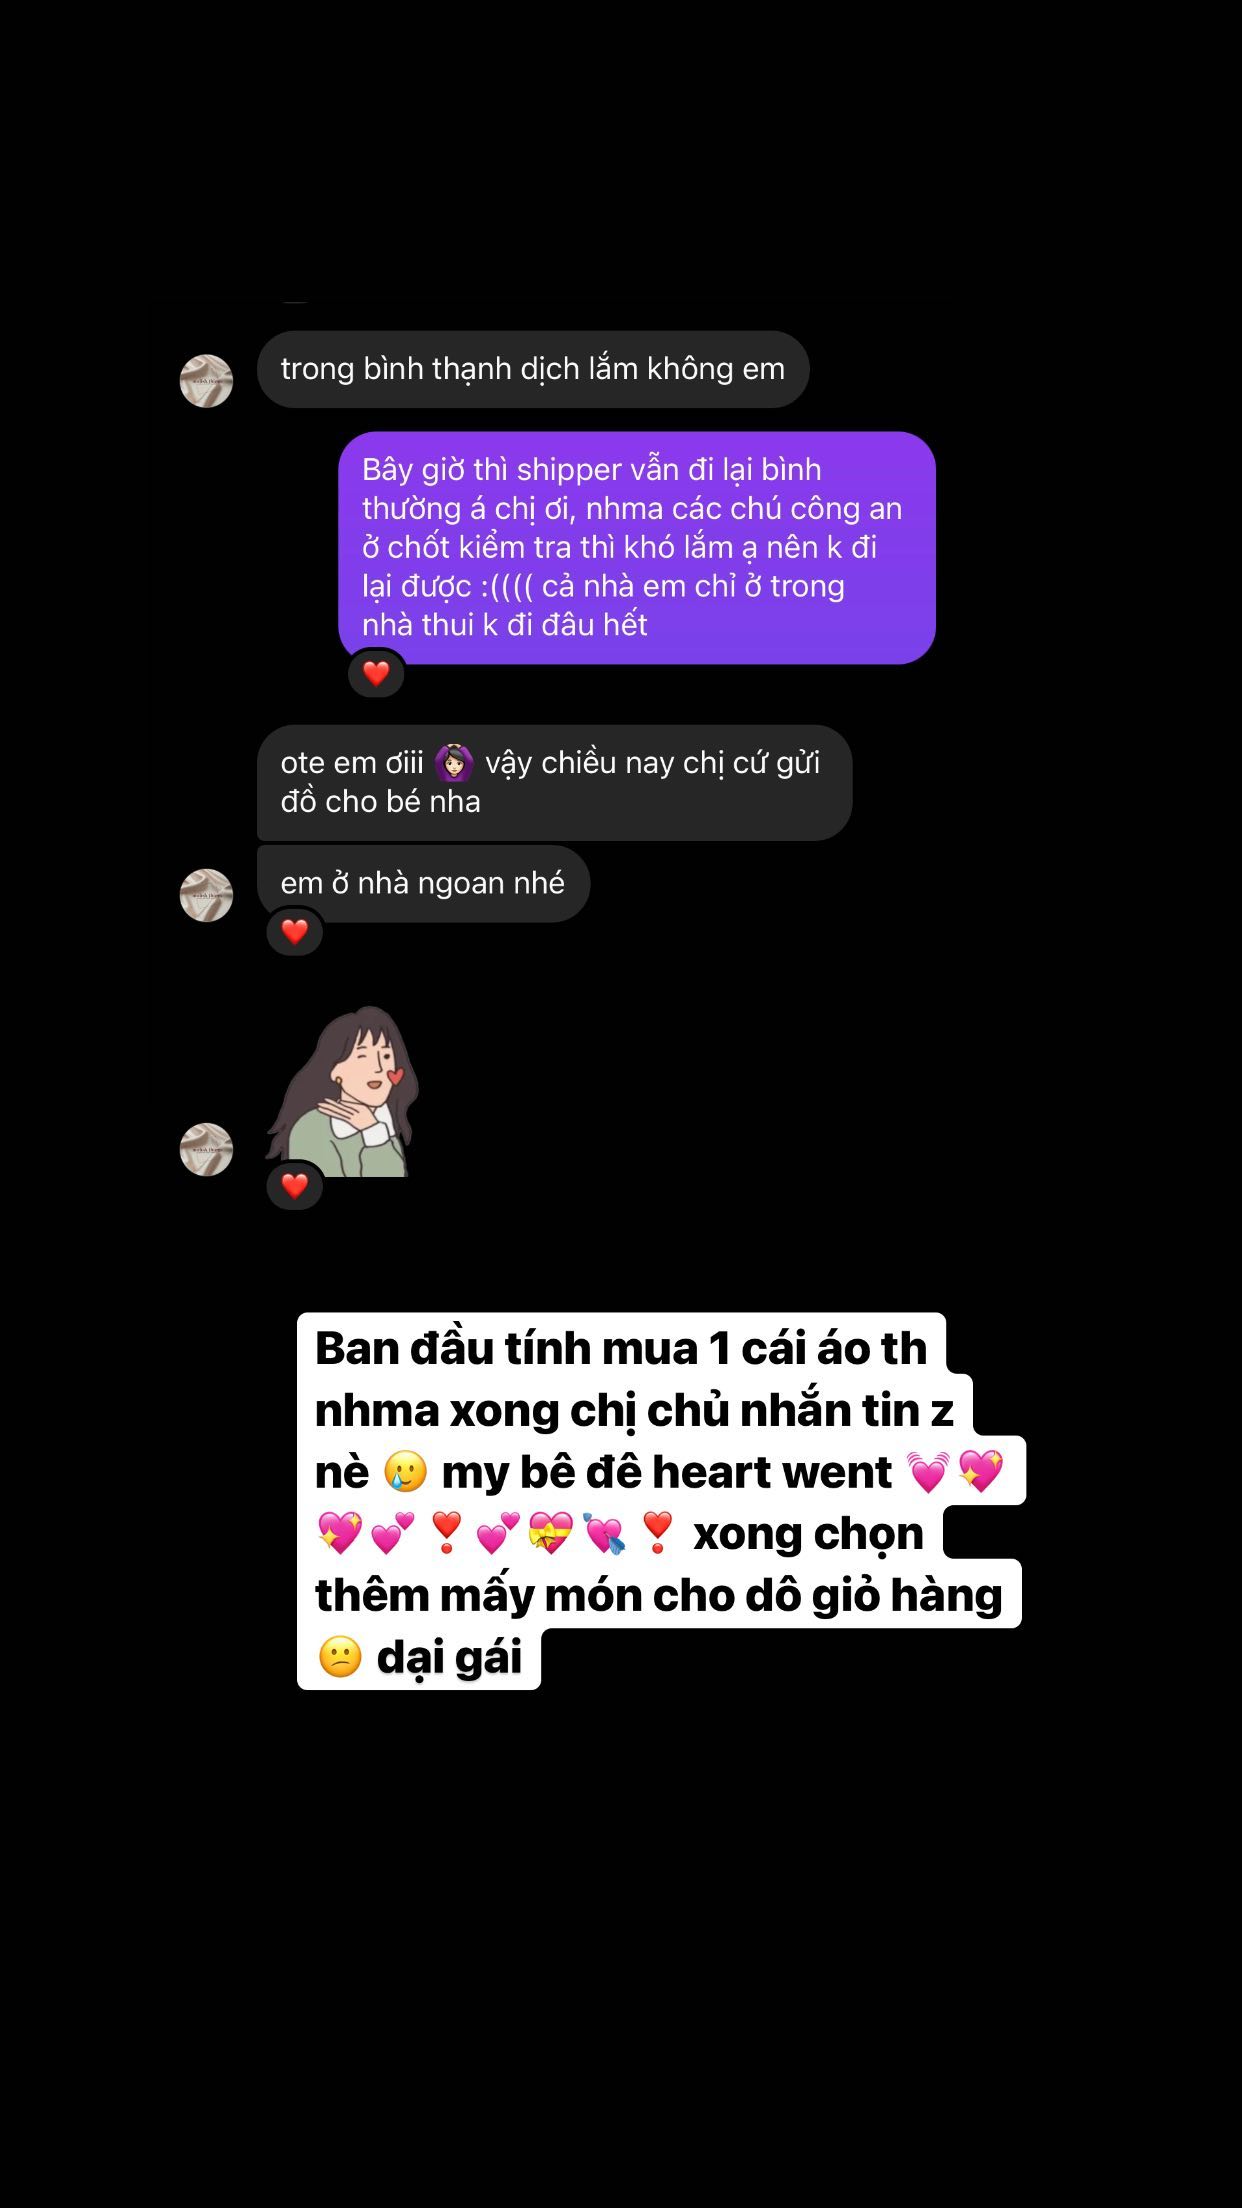 trong bình thạnh dịch lắm không em
Bây giờ thì shipper vẫn đi lại bình
thường á chị ơi, nhma các chú công an
ở chốt kiểm tra thì khó lắm ạ nên k đi
lại được :(((( cả nhà em chỉ ở trong
nhà thui k đi đâu hết
❤️
ote em ơiii 🙆🏻‍♀️ vậy chiều nay chị cứ gửi
đồ cho bé nha
em ở nhà ngoan nhé
❤️
❤️
Ban đầu tính mua 1 cái áo th
nhma xong chị chủ nhắn tin z
nè 🥲 my bê đê heart went 💓💖
💖💕❣️💕💝💘❣️ xong chọn
thêm mấy món cho dô giỏ hàng
😕 dại gái